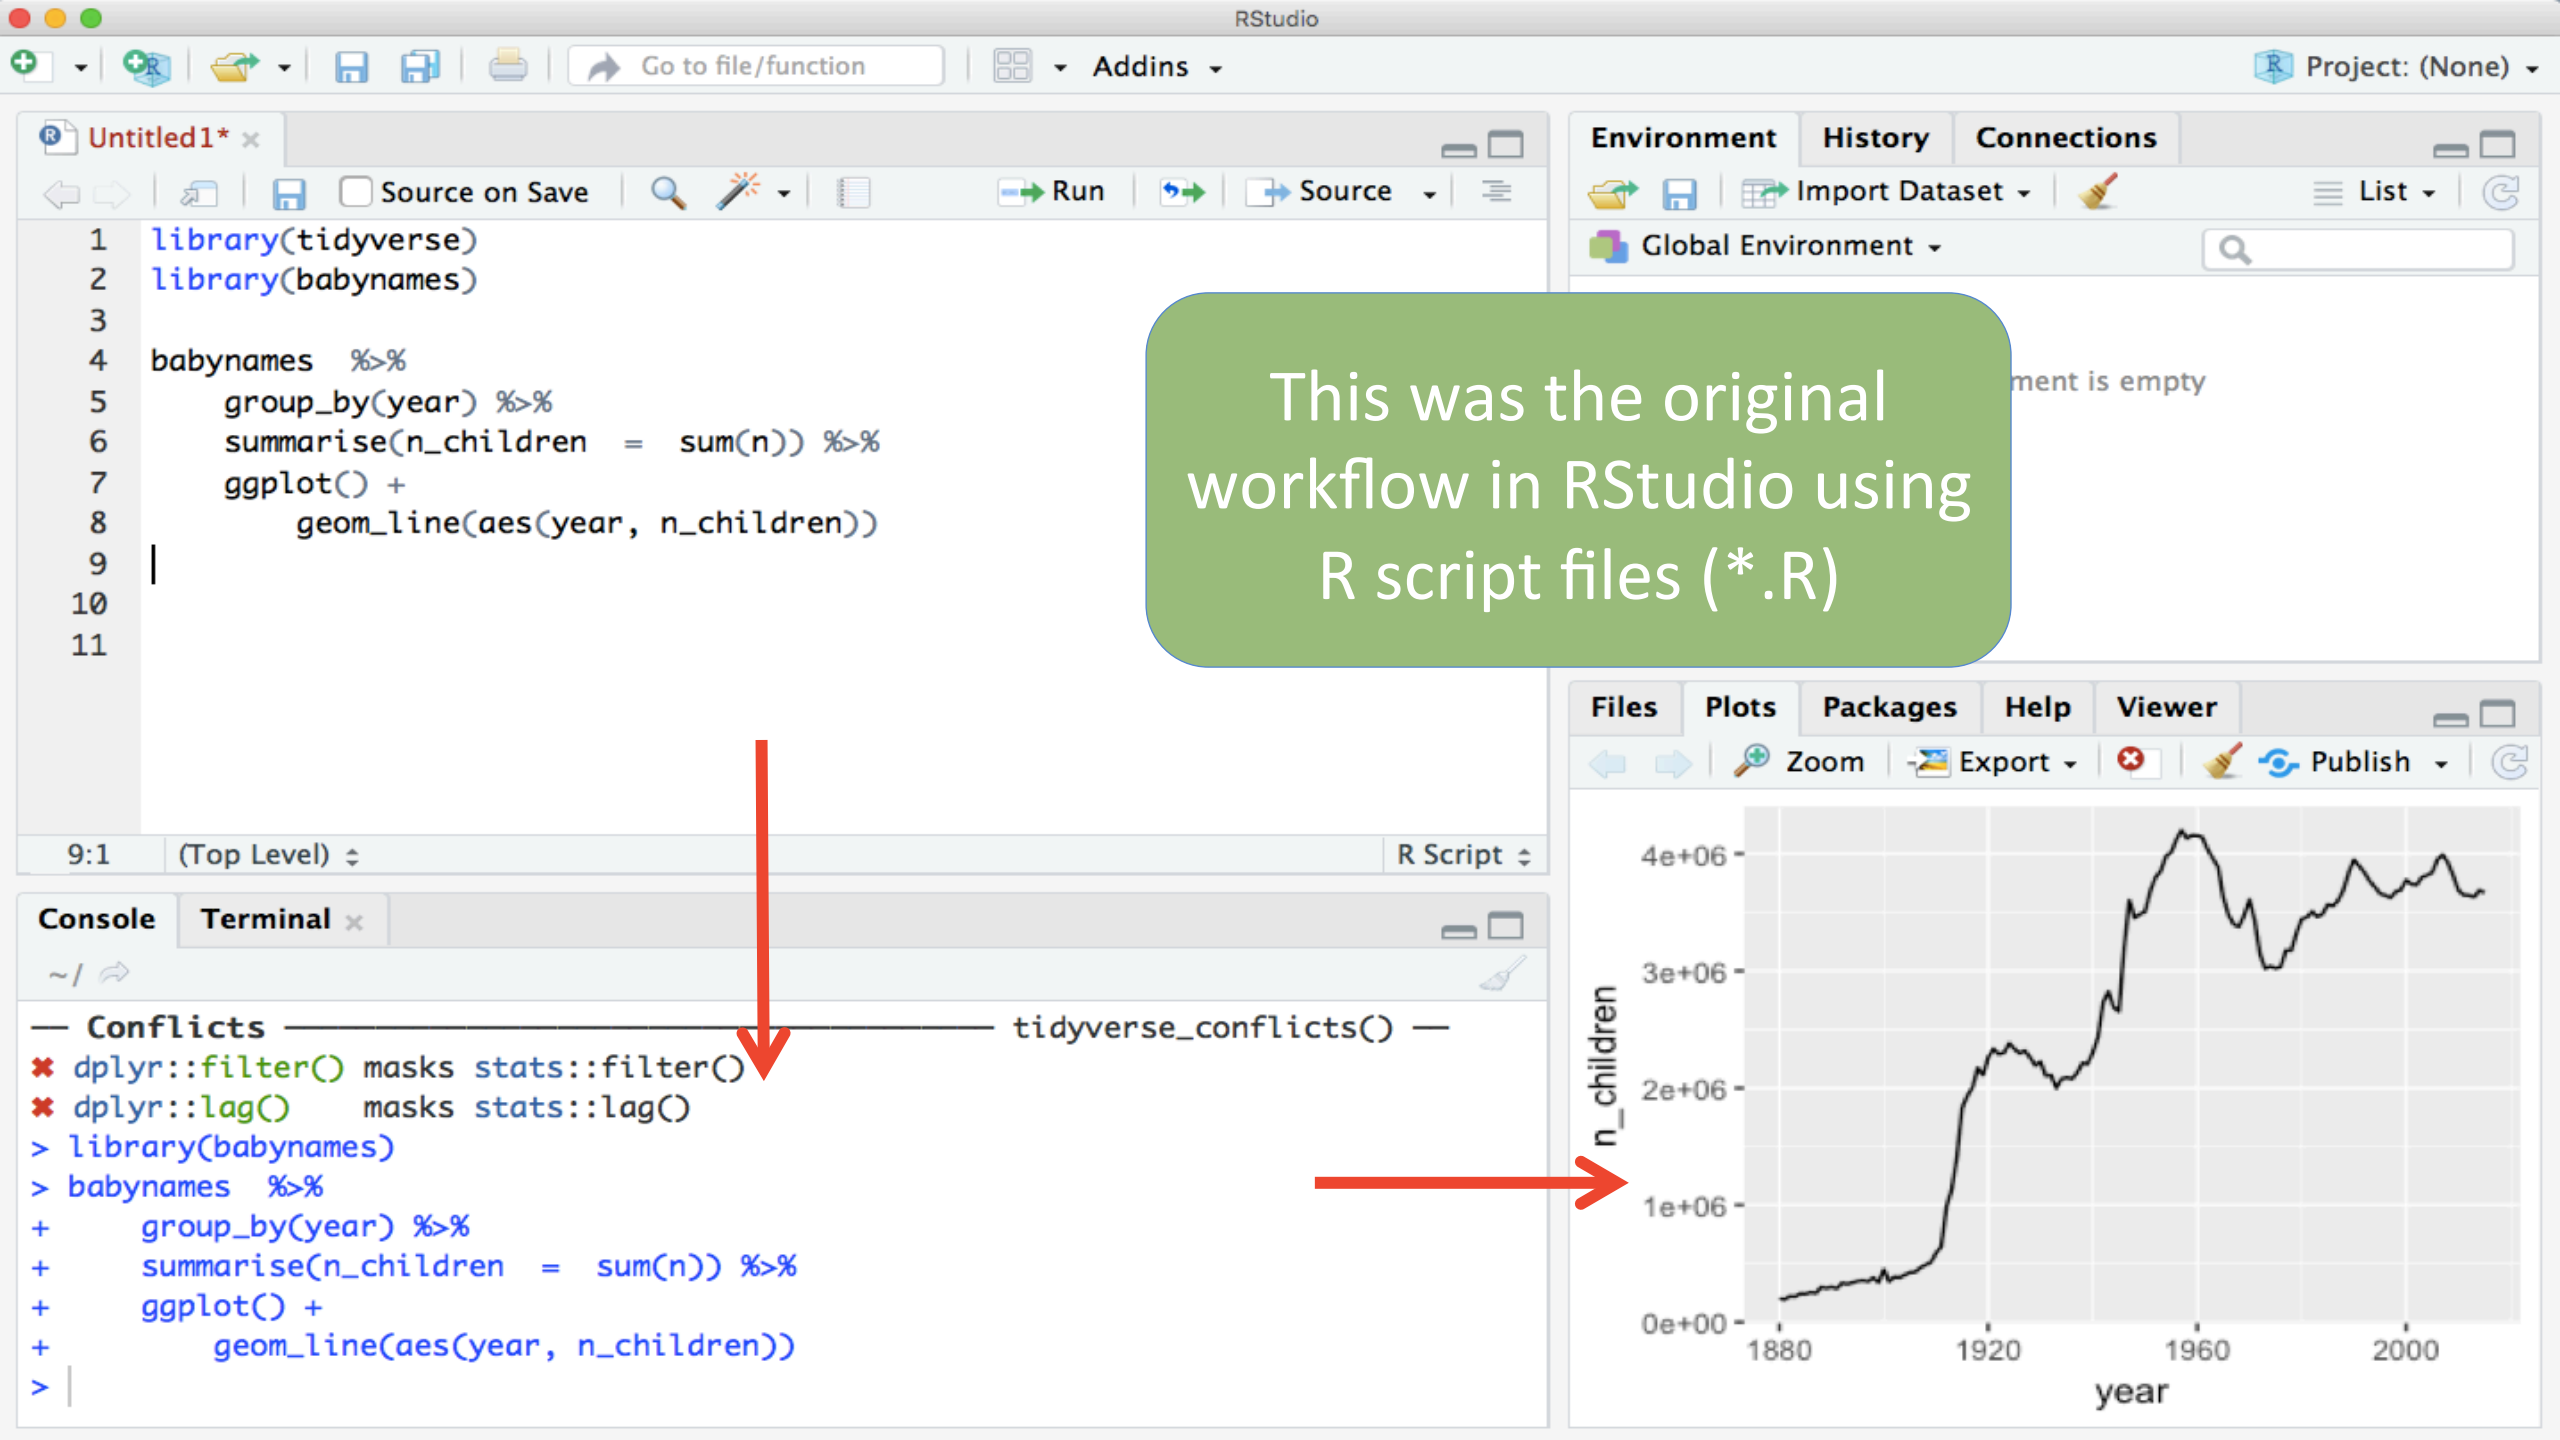 RStudio
Go to file/function
Addins
Project: (None)
Untitled1*
Source on Save
Run
Source
1 library(tidyverse)
2 library(babynames)
3
4 babynames  %>%
5     group_by(year) %>%
6     summarise(n_children  =  sum(n)) %>%
7     ggplot() +
8         geom_line(aes(year, n_children))
9
10
11
9:1
(Top Level)
R Script
Console
Terminal
~/
── Conflicts ─────────────────────────────────────── tidyverse_conflicts() ──
✖ dplyr::filter() masks stats::filter()
✖ dplyr::lag()    masks stats::lag()
> library(babynames)
> babynames  %>%
+     group_by(year) %>%
+     summarise(n_children  =  sum(n)) %>%
+     ggplot() +
+         geom_line(aes(year, n_children))
>
Environment
History
Connections
Import Dataset
List
Global Environment
ment is empty
This was the original
workflow in RStudio using
R script files (*.R)
Files
Plots
Packages
Help
Viewer
Zoom
Export
Publish
n_children
4e+06
3e+06
2e+06
1e+06
0e+00
1880
1920
1960
2000
year